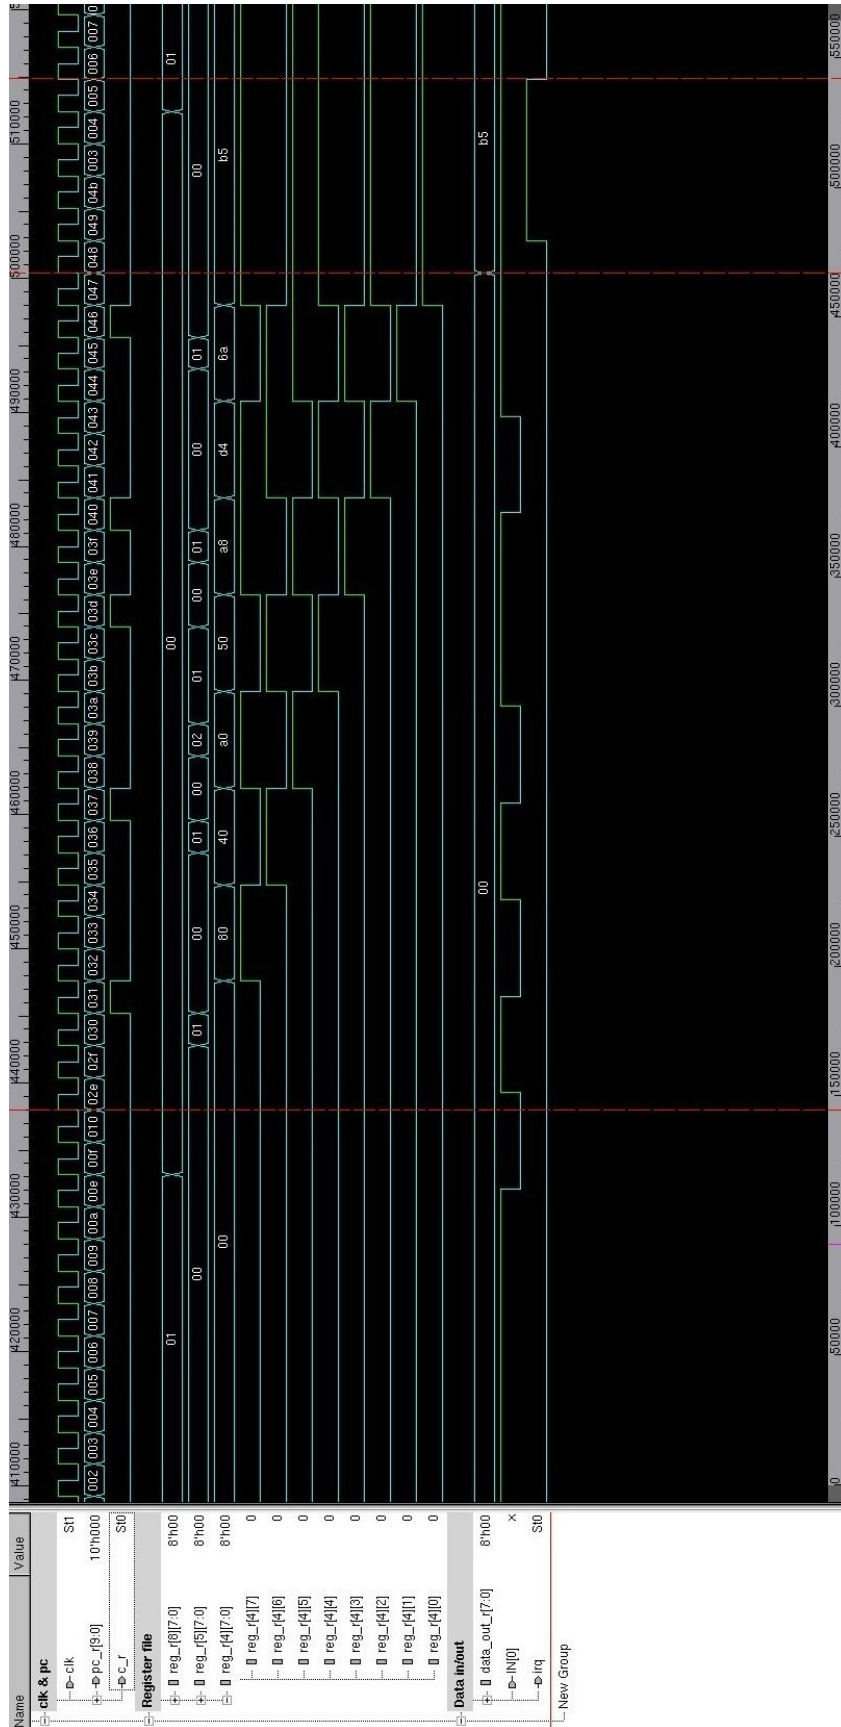 Name Value 410000 420000 430000 440000 450000 460000 470000 480000 490000 500000 510000
clk & pc
clk St1
pc_r[9:0] 10'h000 002 003 004 005 006 007 008 009 00a 00e 00f 010 02e 02f 030 031 032 033 034 035 036 037 038 039 03a 03b 03c 03d 03e 03f 040 041 042 043 044 045 046 047 048 049 04b 003 004 005 006 007
c_r St0
Register file
reg_r[8][7:0] 8'h00 01 00 01
reg_r[5][7:0] 8'h00 00 01 00 01 00 02 01 00 01 00 01 00
reg_r[4][7:0] 8'h00 00 80 40 a0 50 a8 d4 6a b5
reg_r[4][7] 0
reg_r[4][6] 0
reg_r[4][5] 0
reg_r[4][4] 0
reg_r[4][3] 0
reg_r[4][2] 0
reg_r[4][1] 0
reg_r[4][0] 0
Data in/out
data_out_r[7:0] 8'h00 00 b5
IN[0] x
irq St0
New Group
0 50000 100000 150000 200000 250000 300000 350000 400000 450000 500000 550000